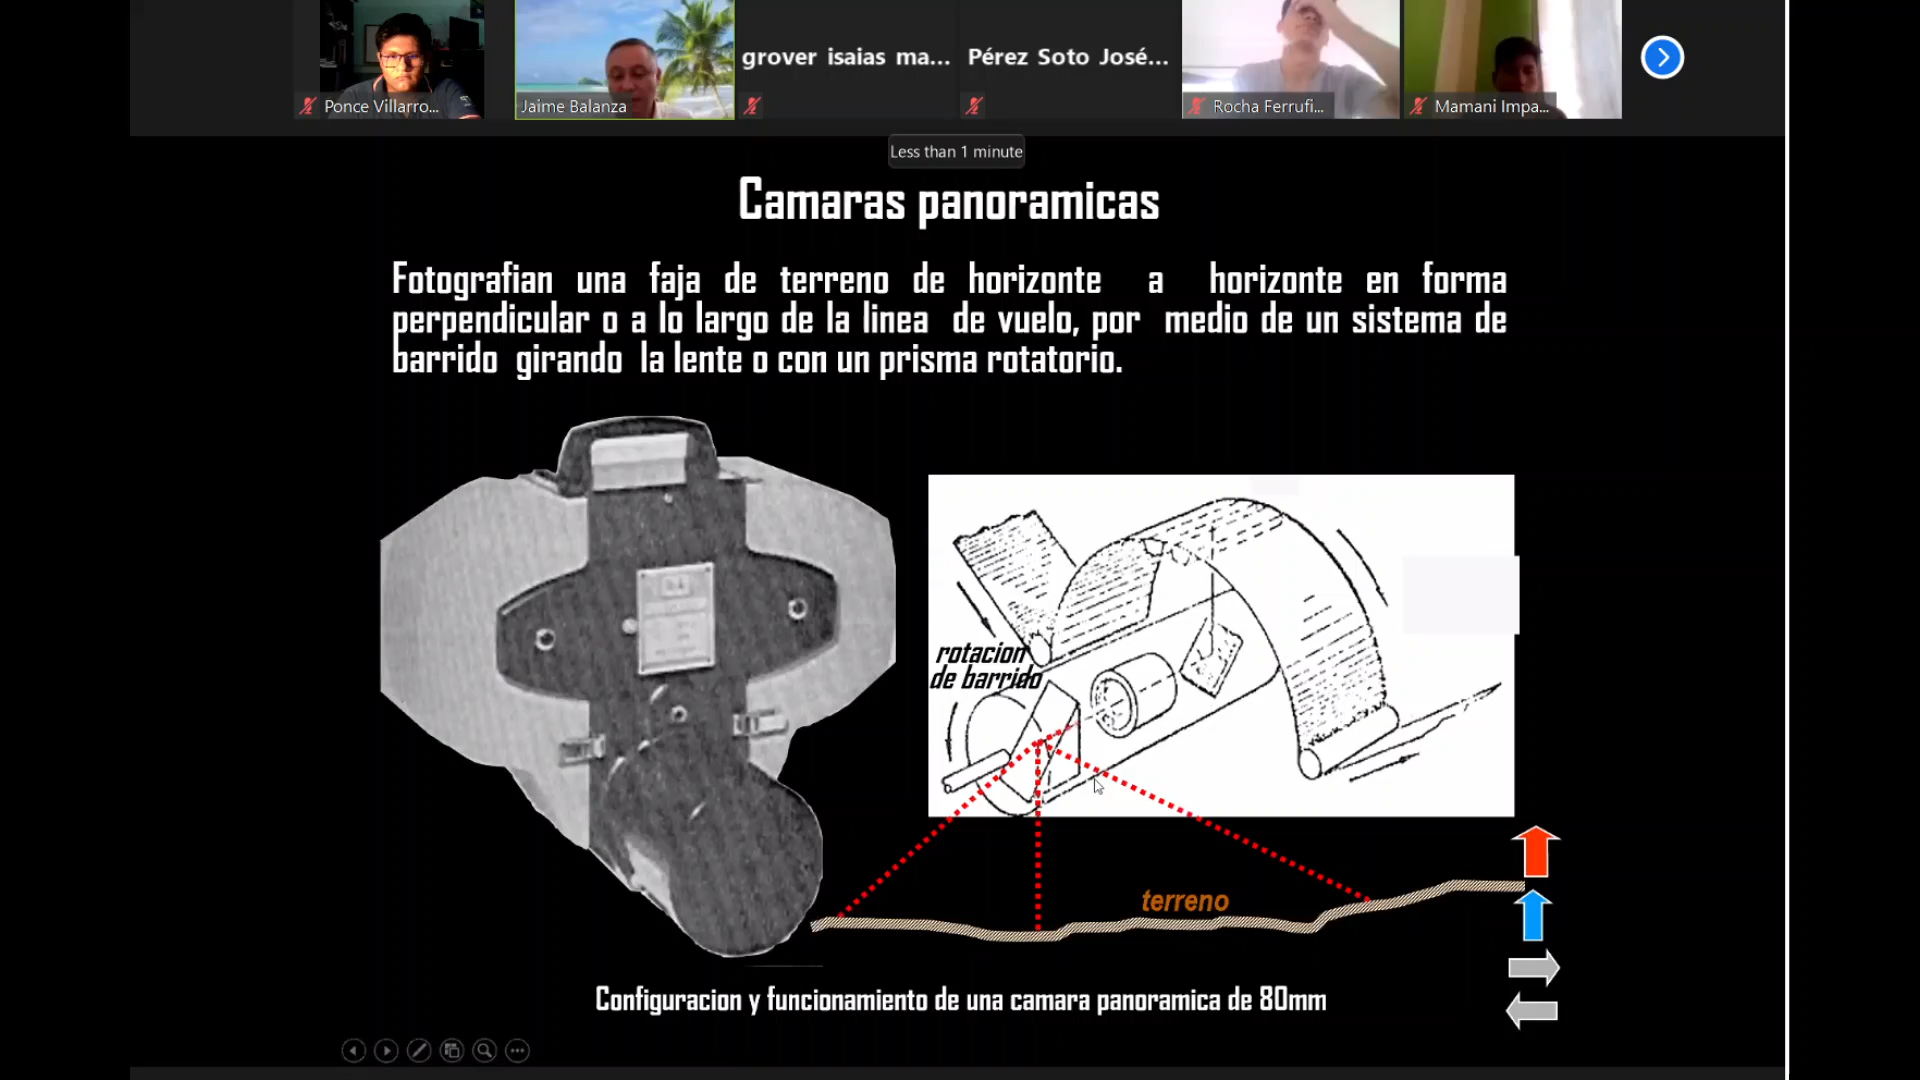 grover isaias ma...
Pérez Soto José...
Ponce Villarro...
Jaime Balanza
Rocha Ferrufi...
Mamani Impa...
Less than 1 minute
Camaras panoramicas
Fotografian una faja de terreno de horizonte a horizonte en forma
perpendicular o a lo largo de la linea de vuelo, por medio de un sistema de
barrido girando la lente o con un prisma rotatorio.
rotacion
de barrido
terreno
Configuracion y funcionamiento de una camara panoramica de 80mm